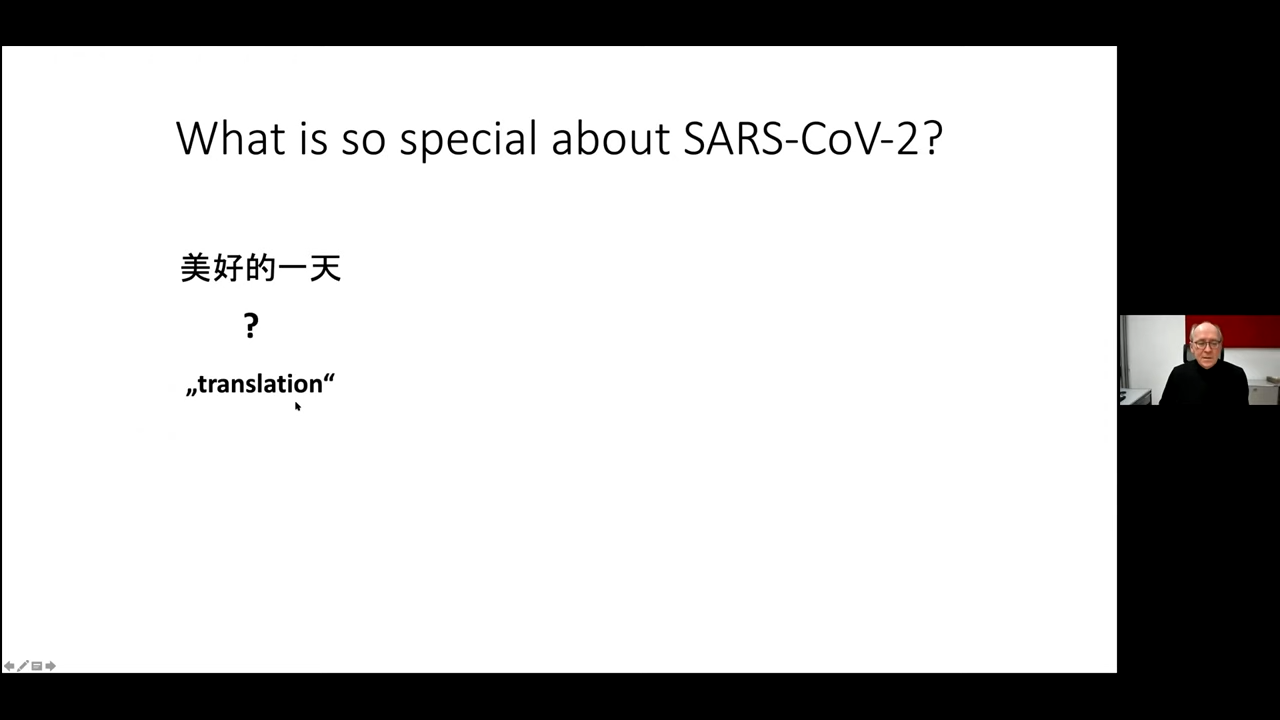 What is so special about SARS-CoV-2?
美好的一天
?
„translation“